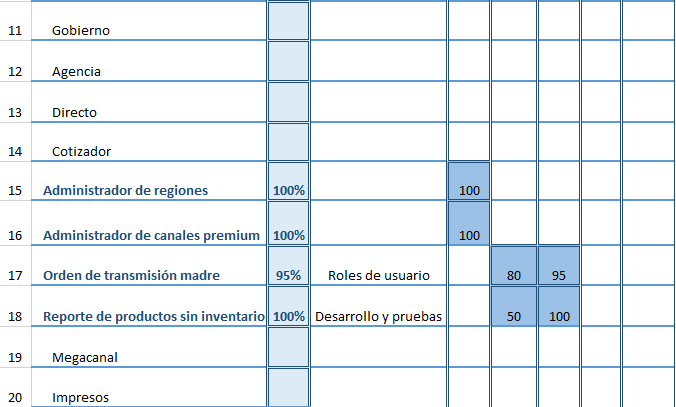 11 Gobierno
12 Agencia
13 Directo
14 Cotizador
15 Administrador de regiones 100% 100
16 Administrador de canales premium 100% 100
17 Orden de transmisión madre 95% Roles de usuario 80 95
18 Reporte de productos sin inventario 100% Desarrollo y pruebas 50 100
19 Megacanal
20 Impresos